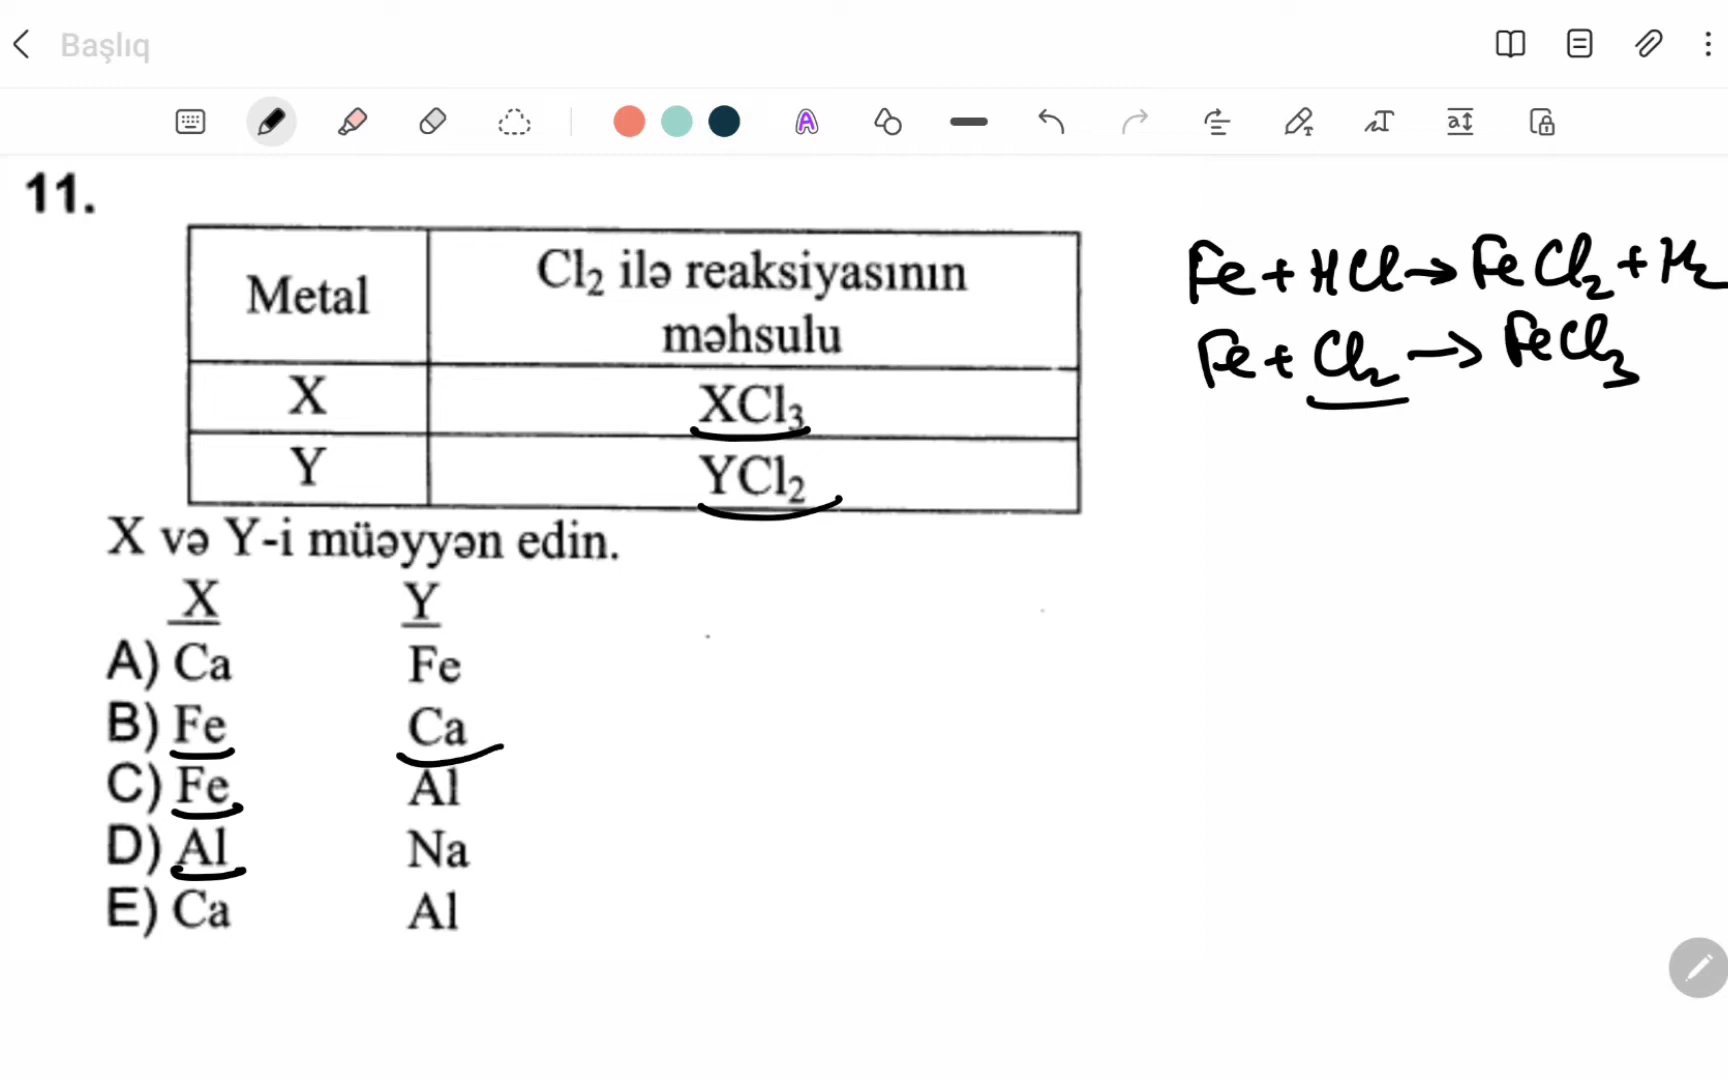 Başlıq
11.
Metal
Cl₂ ilə reaksiyasının
məhsulu
X
XCl₃
Y
YCl₂
X və Y-i müəyyən edin.
X Y
A) Ca Fe
B) Fe Ca
C) Fe Al
D) Al Na
E) Ca Al
Fe + HCl → FeCl₂ + H₂
Fe + Cl₂ → FeCl₃